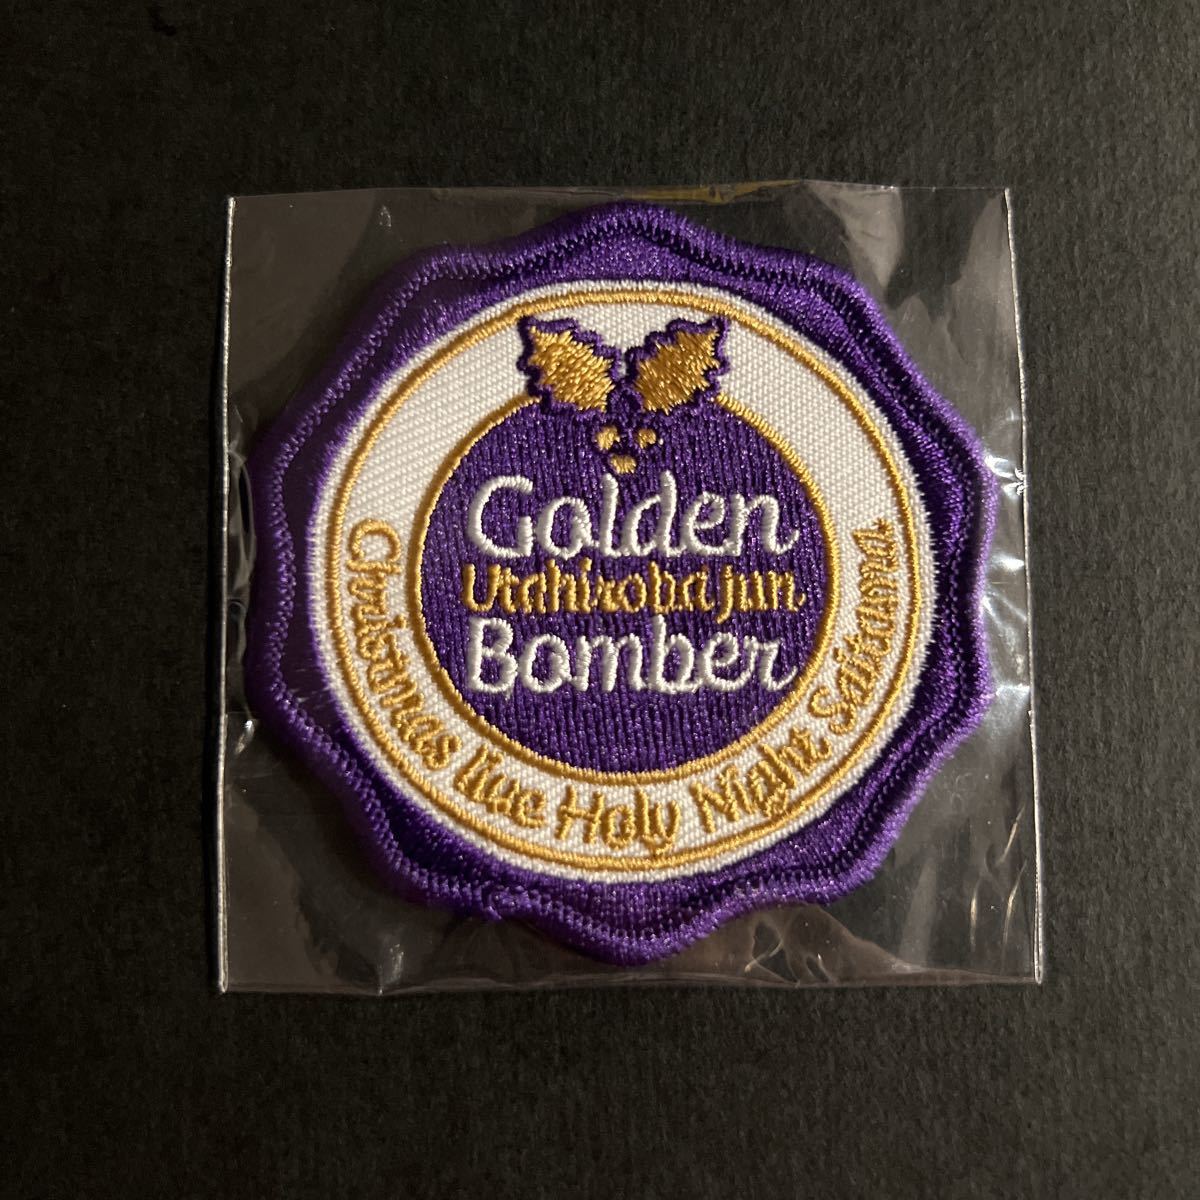 Golden
Utahiroba jun
Bomber
Christmas live Holy Night Saitama